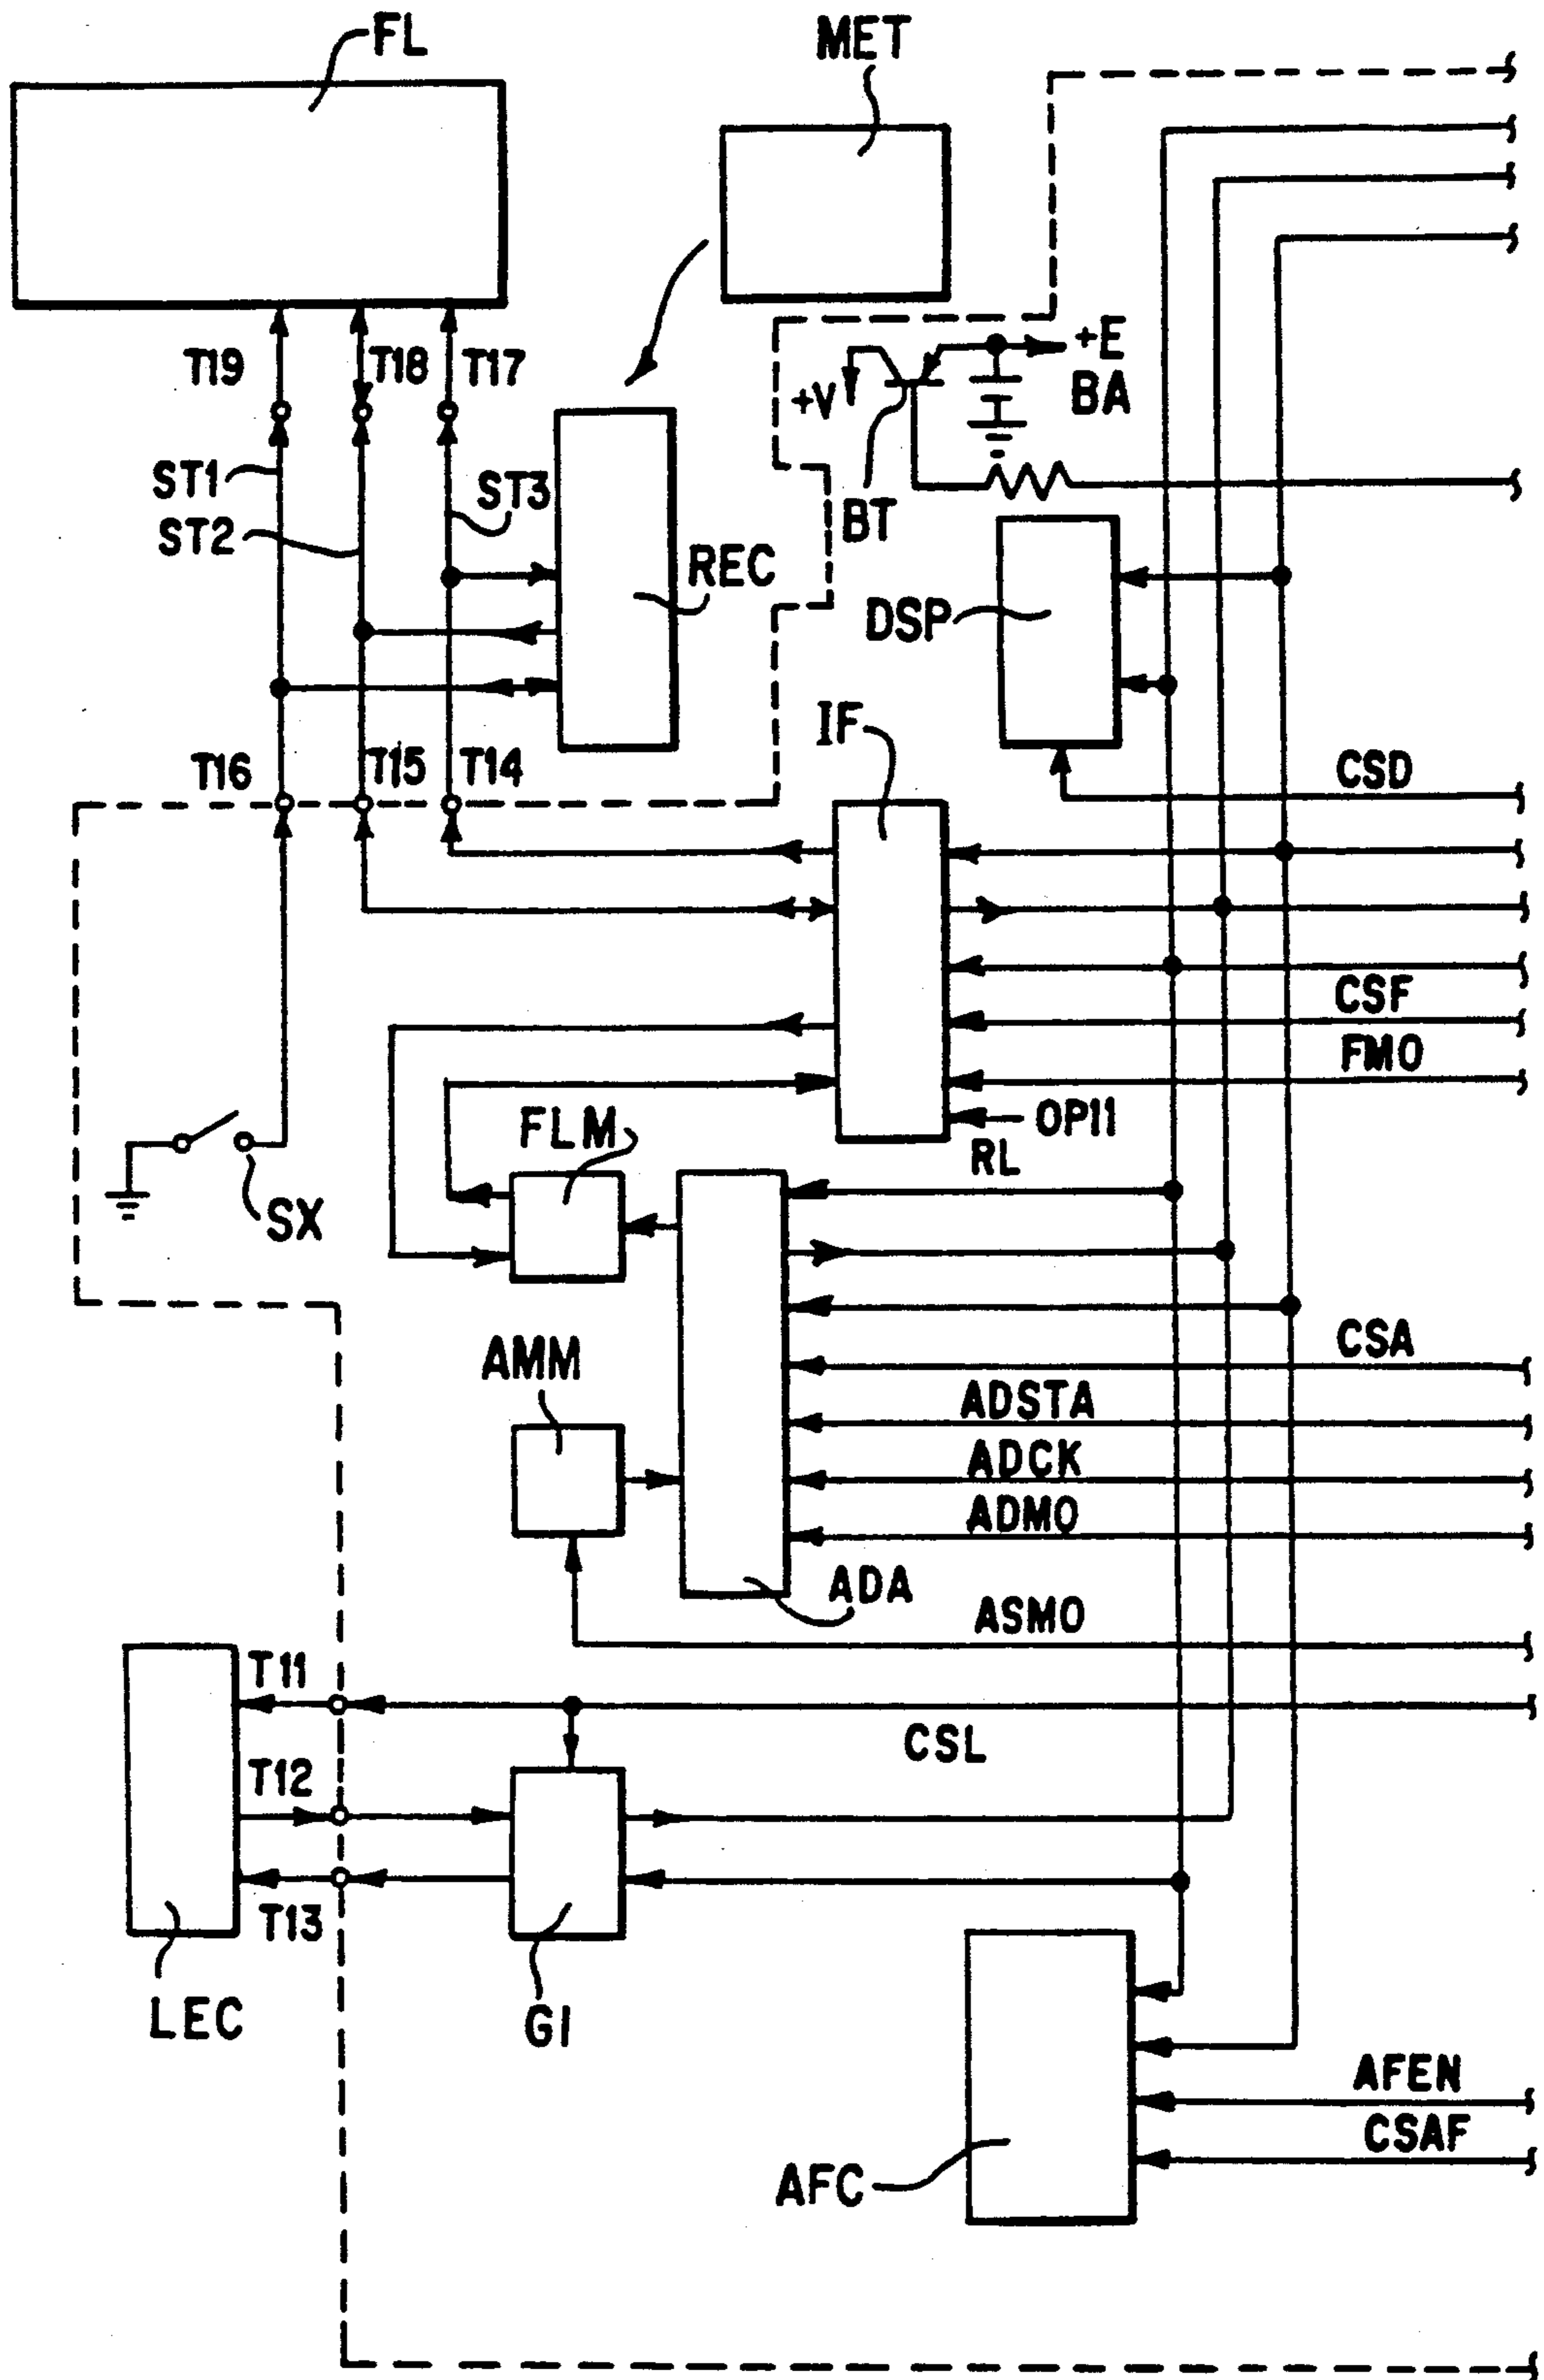 FL
MET
T19
T18
T17
+E
+V
BA
ST1
ST3
ST2
BT
REC
DSP
IF
T16
T15
T14
CSD
CSF
FMO
FLM
OP11
RL
SX
CSA
AMM
ADSTA
ADCK
ADMO
ADA
ASMO
T11
CSL
T12
T13
LEC
GI
AFEN
CSAF
AFC